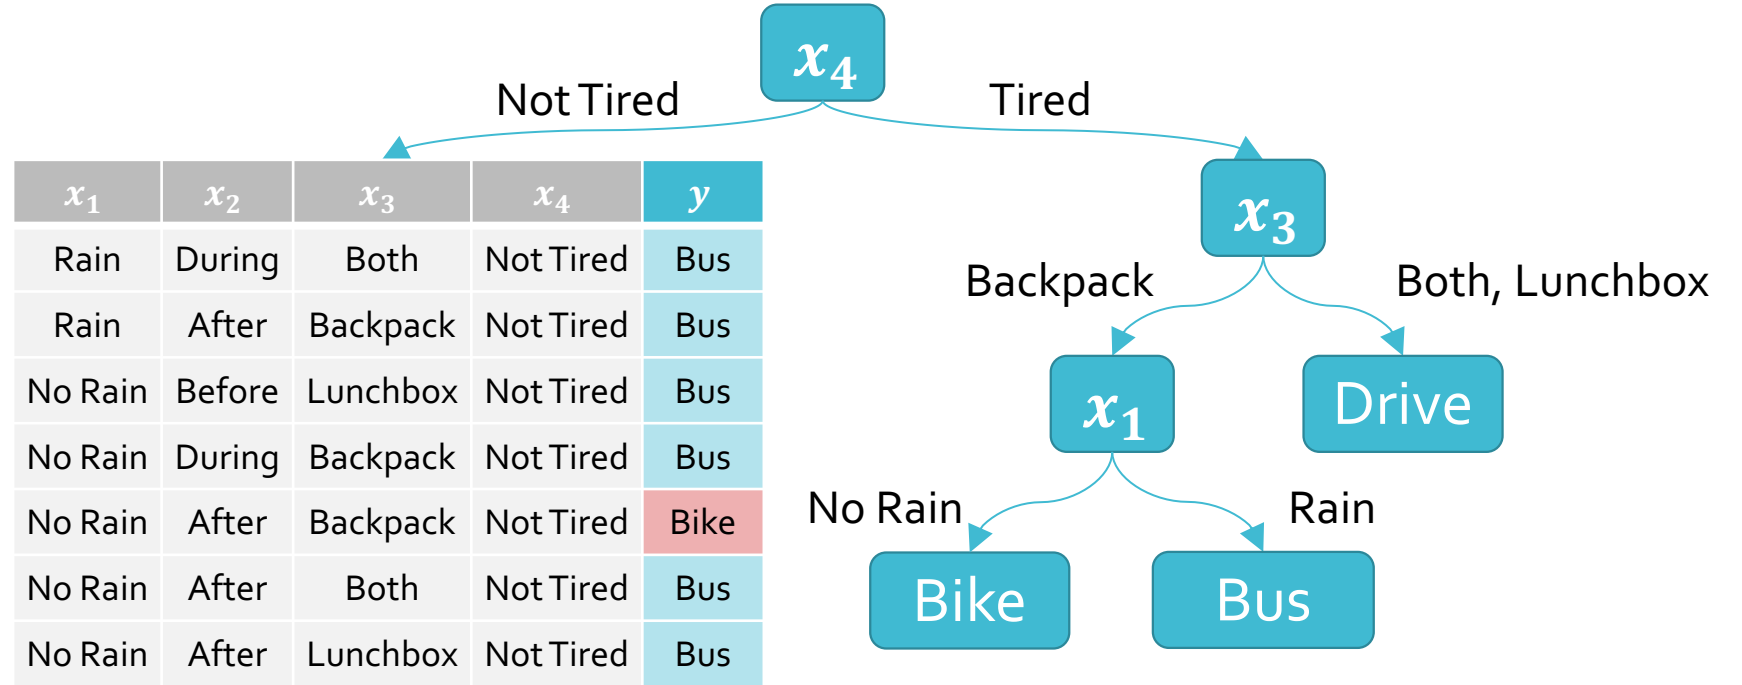 x₄
Not Tired Tired
x₁ x₂ x₃ x₄ y
Rain During Both Not Tired Bus
Rain After Backpack Not Tired Bus
No Rain Before Lunchbox Not Tired Bus
No Rain During Backpack Not Tired Bus
No Rain After Backpack Not Tired Bike
No Rain After Both Not Tired Bus
No Rain After Lunchbox Not Tired Bus
x₃
Backpack Both, Lunchbox
x₁ Drive
No Rain Rain
Bike Bus